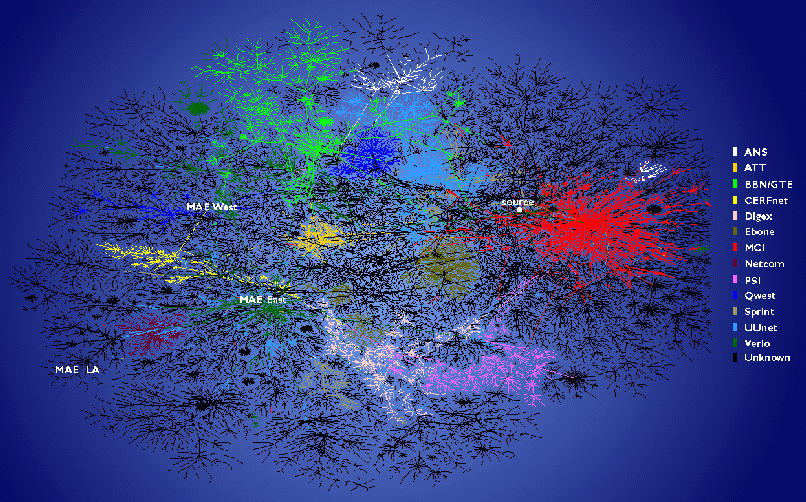 ANS
ATT
BBN/GTE
CERFnet
Digex
Ebone
MCI
Netcom
PSI
Qwest
Sprint
UUnet
Verio
Unknown
source
MAE West
MAE East
MAE LA